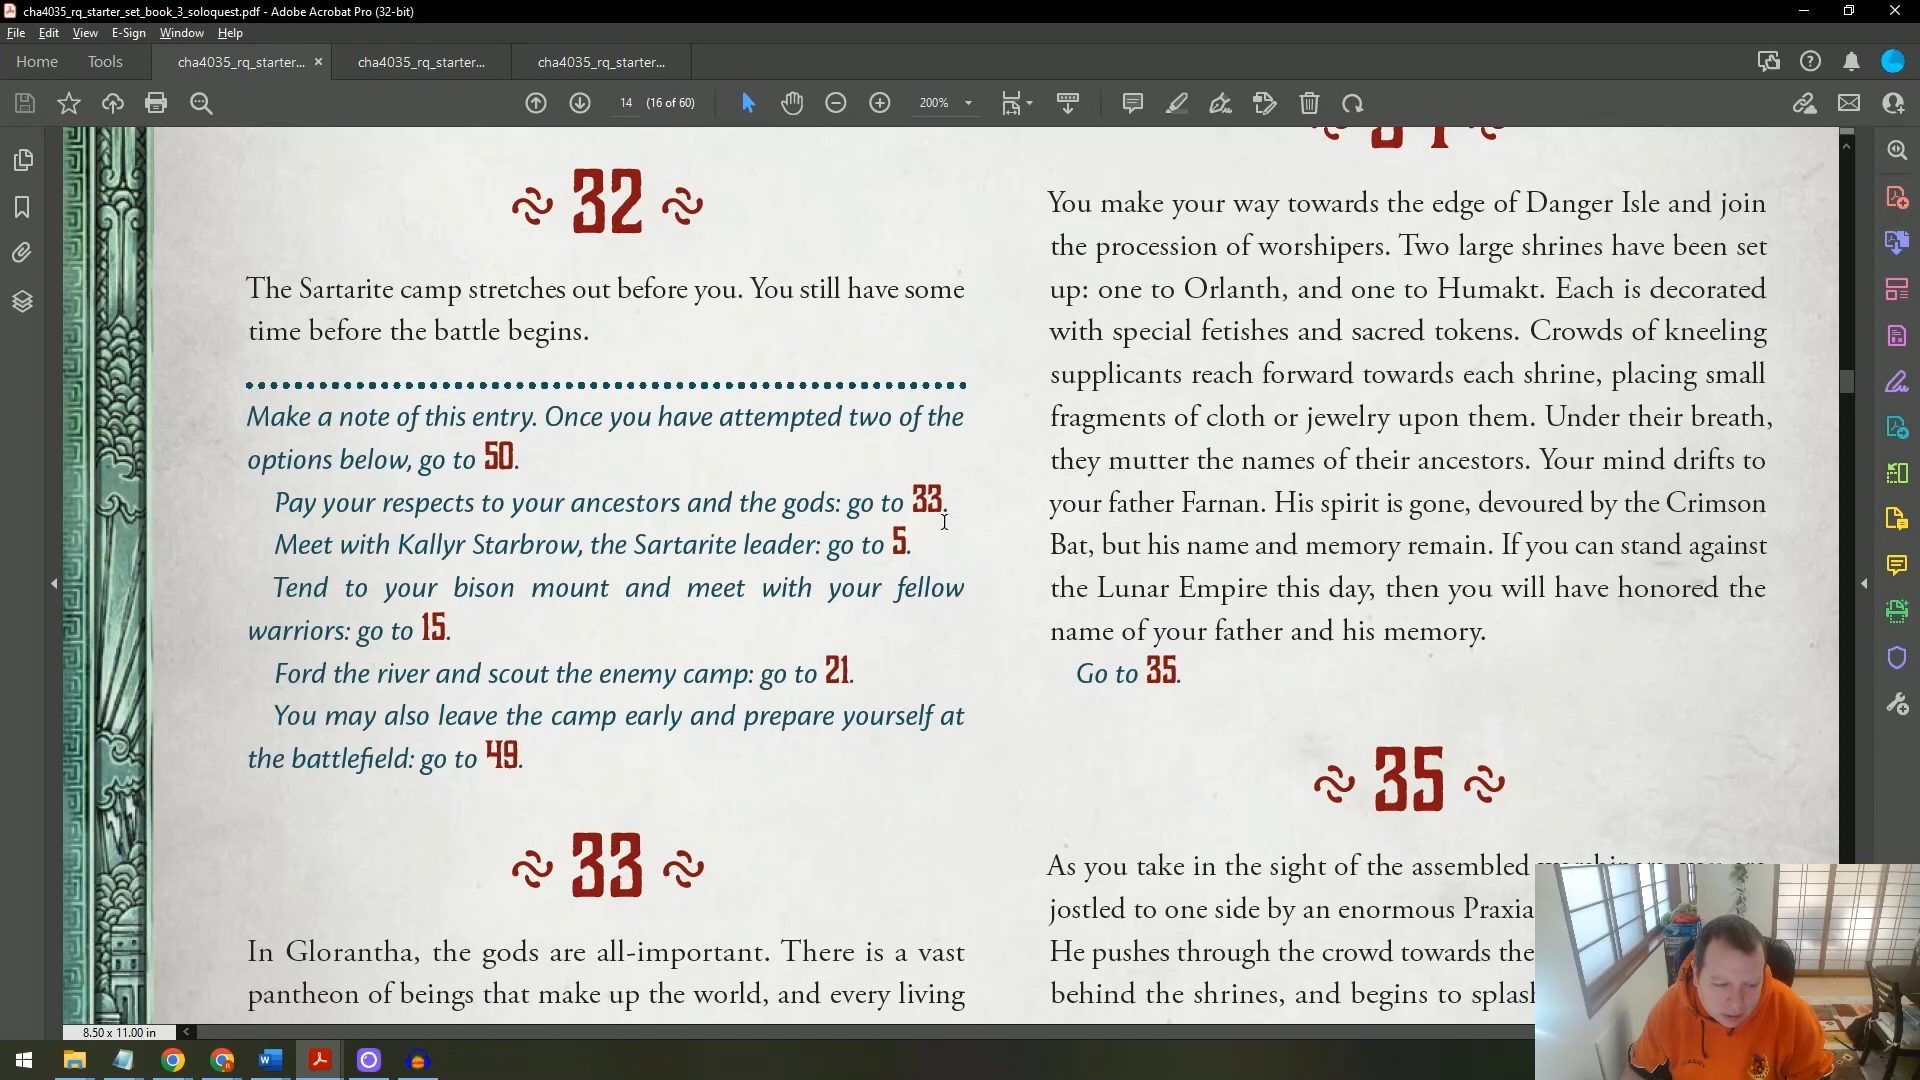 cha4035_rq_starter_set_book_3_soloquest.pdf - Adobe Acrobat Pro (32-bit)
File Edit View E-Sign Window Help
Home Tools cha4035_rq_starter... × cha4035_rq_starter... cha4035_rq_starter...
14 (16 of 60) 200%
32
The Sartarite camp stretches out before you. You still have some
time before the battle begins.
Make a note of this entry. Once you have attempted two of the
options below, go to 50.
Pay your respects to your ancestors and the gods: go to 33.
Meet with Kallyr Starbrow, the Sartarite leader: go to 5.
Tend to your bison mount and meet with your fellow
warriors: go to 15.
Ford the river and scout the enemy camp: go to 21.
You may also leave the camp early and prepare yourself at
the battlefield: go to 49.
33
In Glorantha, the gods are all-important. There is a vast
pantheon of beings that make up the world, and every living
You make your way towards the edge of Danger Isle and join
the procession of worshipers. Two large shrines have been set
up: one to Orlanth, and one to Humakt. Each is decorated
with special fetishes and sacred tokens. Crowds of kneeling
supplicants reach forward towards each shrine, placing small
fragments of cloth or jewelry upon them. Under their breath,
they mutter the names of their ancestors. Your mind drifts to
your father Farnan. His spirit is gone, devoured by the Crimson
Bat, but his name and memory remain. If you can stand against
the Lunar Empire this day, then you will have honored the
name of your father and his memory.
Go to 35.
35
As you take in the sight of the assembled
jostled to one side by an enormous Praxia
He pushes through the crowd towards the
behind the shrines, and begins to splash
8.50 x 11.00 in